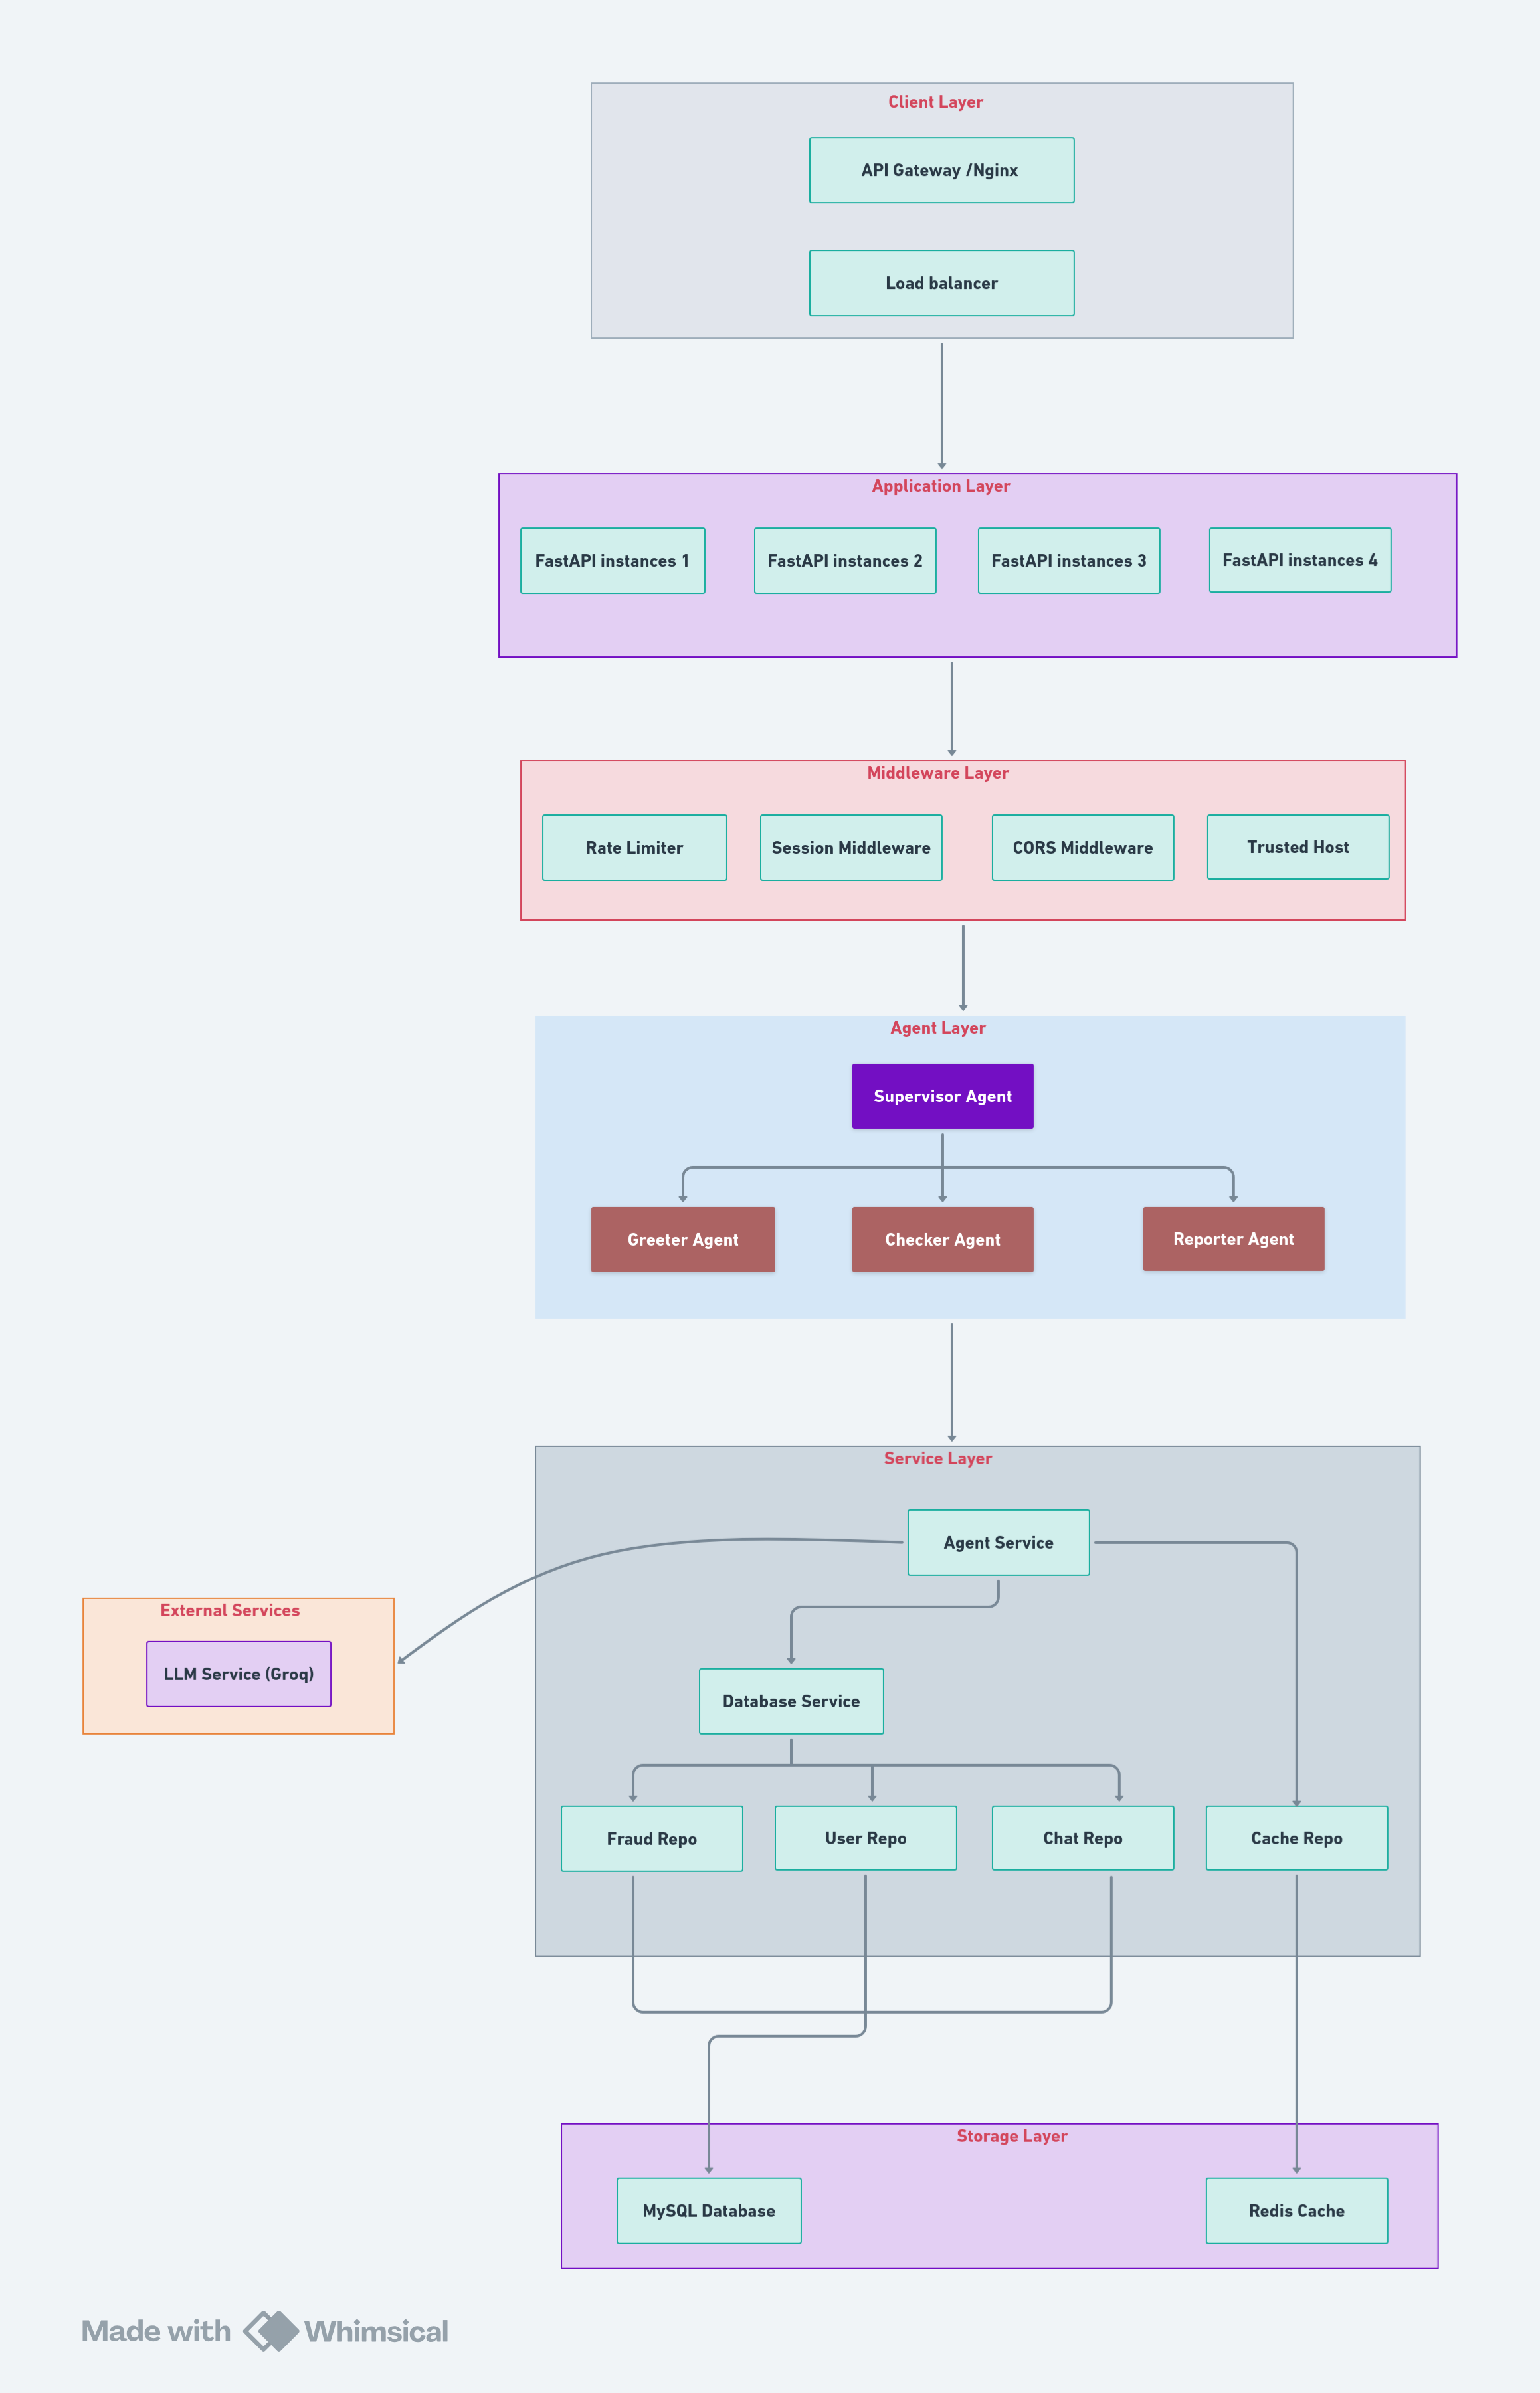 Client Layer
API Gateway /Nginx
Load balancer
Application Layer
FastAPI instances 1
FastAPI instances 2
FastAPI instances 3
FastAPI instances 4
Middleware Layer
Rate Limiter
Session Middleware
CORS Middleware
Trusted Host
Agent Layer
Supervisor Agent
Greeter Agent
Checker Agent
Reporter Agent
Service Layer
Agent Service
External Services
LLM Service (Groq)
Database Service
Fraud Repo
User Repo
Chat Repo
Cache Repo
Storage Layer
MySQL Database
Redis Cache
Made with Whimsical